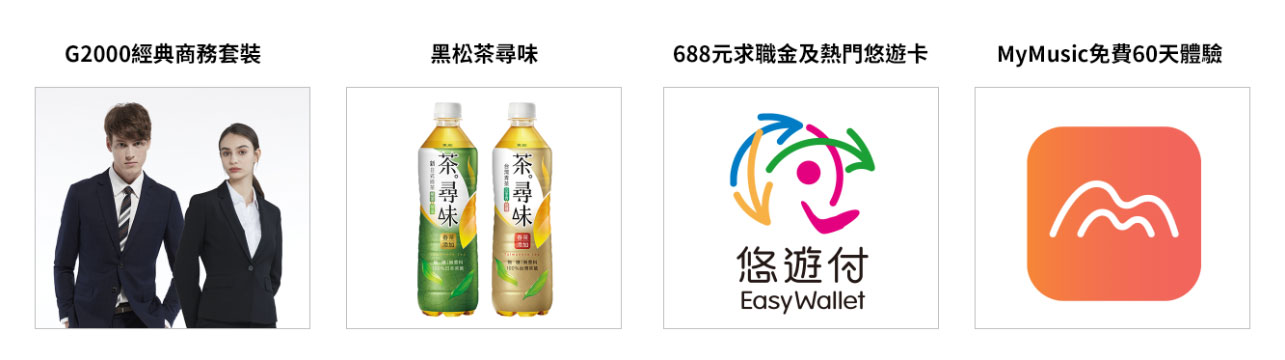 G2000經典商務套裝
黑松茶尋味
688元求職金及熱門悠遊卡
MyMusic免費60天體驗
茶。尋味
茶。尋味
悠遊付
EasyWallet